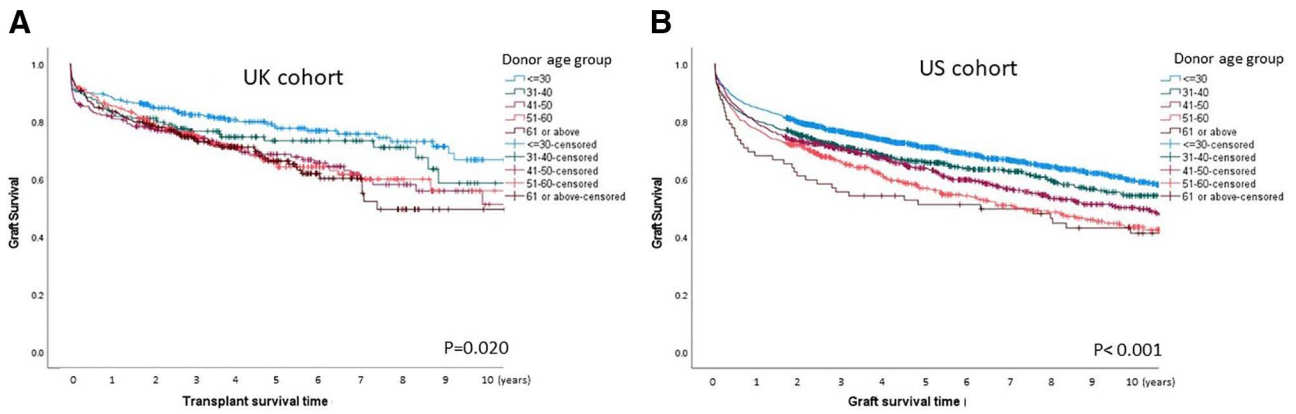 A
UK cohort
Donor age group
<=30
31-40
41-50
51-60
61 or above
<=30-censored
31-40-censored
41-50-censored
51-60-censored
61 or above-censored
Graft Survival
1.0
0.8
0.6
0.4
0.2
0.0
P=0.020
0 1 2 3 4 5 6 7 8 9 10 (years)
Transplant survival time
B
US cohort
Donor age group
<=30
31-40
41-50
51-60
61 or above
<=30-censored
31-40-censored
41-50-censored
51-60-censored
61 or above-censored
Graft Survival
1.0
0.8
0.6
0.4
0.2
0.0
P< 0.001
0 1 2 3 4 5 6 7 8 9 10 (years)
Graft survival time